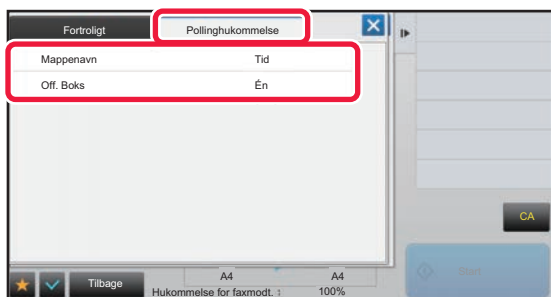 Fortroligt Pollinghukommelse
Mappenavn Tid
Off. Boks Én
CA
A4 A4
Start
Tilbage
Hukommelse for faxmodt. : 100%